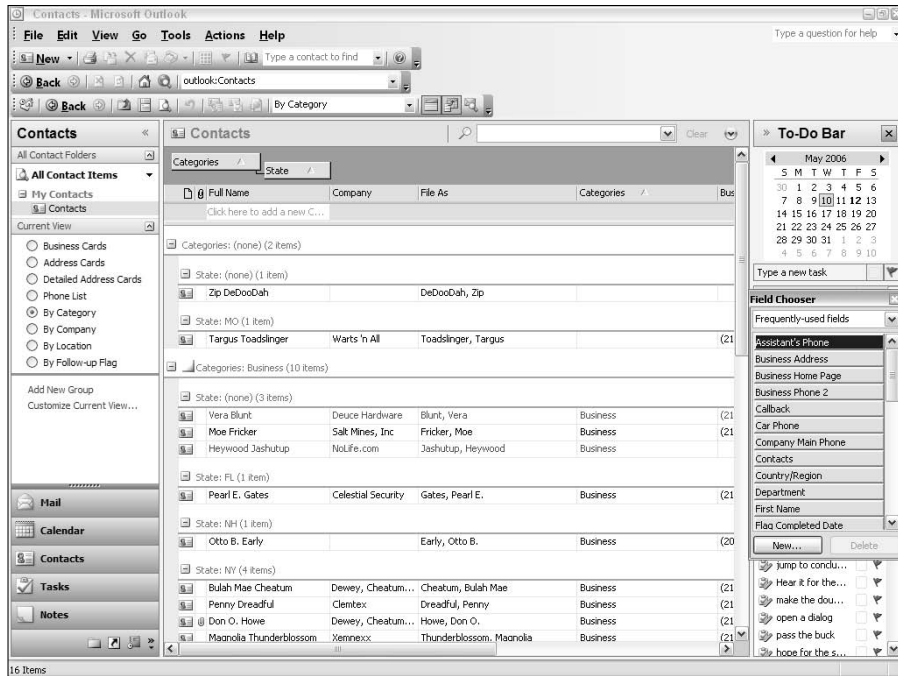 Contacts - Microsoft Outlook
File Edit View Go Tools Actions Help
Type a question for help
New
Type a contact to find
Back
outlook:Contacts
Back
By Category
Contacts «
All Contact Folders
All Contact Items
My Contacts
Contacts
Current View
Business Cards
Address Cards
Detailed Address Cards
Phone List
By Category
By Company
By Location
By Follow-up Flag
Add New Group
Customize Current View...
Mail
Calendar
Contacts
Tasks
Notes
»
Contacts
Clear
Categories
State
Full Name Company File As Categories Bus
Click here to add a new C...
Categories: (none) (2 items)
State: (none) (1 item)
Zip DeDooDah DeDooDah, Zip
State: MO (1 item)
Targus Toadslinger Warts 'n All Toadslinger, Targus (21
Categories: Business (10 items)
State: (none) (3 items)
Vera Blunt Deuce Hardware Blunt, Vera Business (21
Moe Fricker Salt Mines, Inc Fricker, Moe Business (21
Heywood Jashutup NoLife.com Jashutup, Heywood Business
State: FL (1 item)
Pearl E. Gates Celestial Security Gates, Pearl E. Business (21
State: NH (1 item)
Otto B. Early Early, Otto B. Business (20
State: NY (4 items)
Bulah Mae Cheatum Dewey, Cheatum... Cheatum, Bulah Mae Business (21
Penny Dreadful Clemtex Dreadful, Penny Business (21
Don O. Howe Dewey, Cheatum... Howe, Don O. Business (21
Magnolia Thunderblossom Xemnexx Thunderblossom, Magnolia Business (21
» To-Do Bar
May 2006
S M T W T F S
30 1 2 3 4 5 6
7 8 9 10 11 12 13
14 15 16 17 18 19 20
21 22 23 24 25 26 27
28 29 30 31 1 2 3
4 5 6 7 8 9 10
Type a new task
Field Chooser
Frequently-used fields
Assistant's Phone
Business Address
Business Home Page
Business Phone 2
Callback
Car Phone
Company Main Phone
Contacts
Country/Region
Department
First Name
Flag Completed Date
New... Delete
jump to conclu...
Hear it for the...
make the dou...
open a dialog
pass the buck
hope for the s...
16 Items